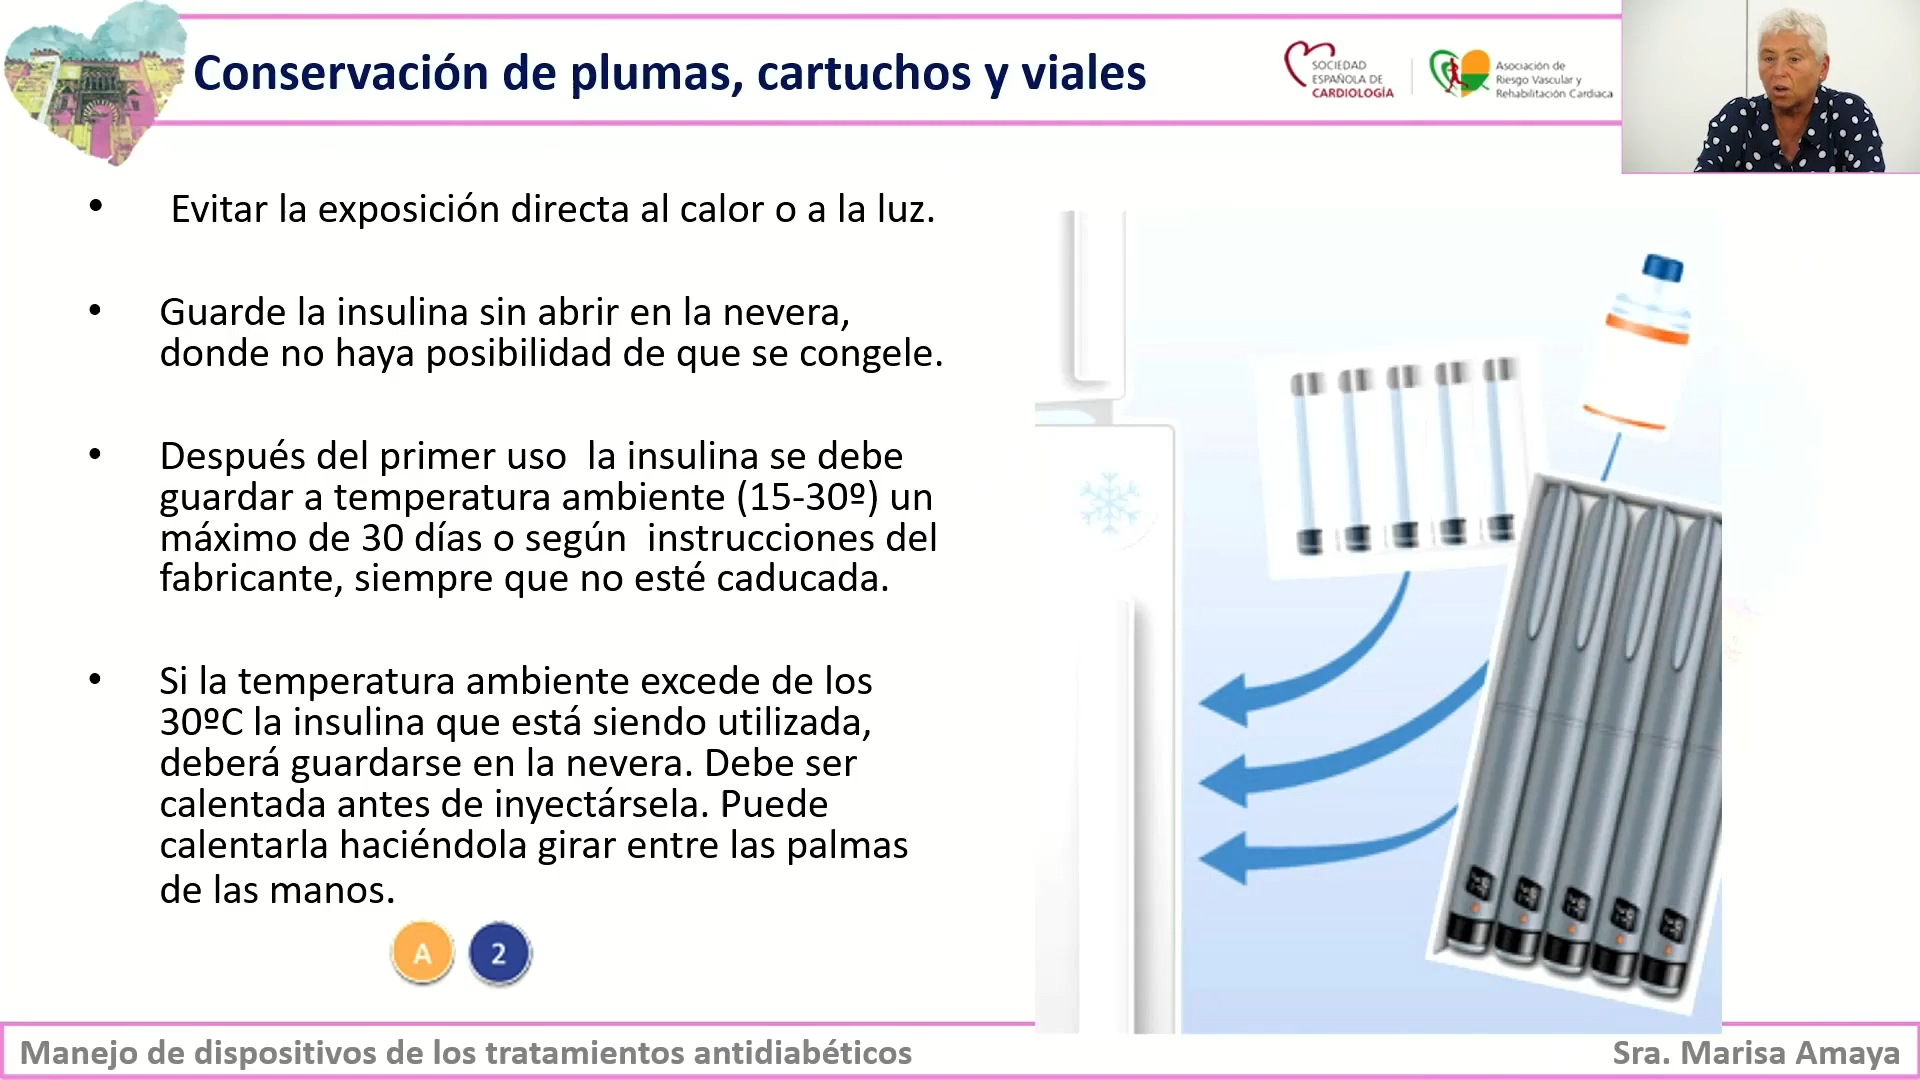 Conservación de plumas, cartuchos y viales
SOCIEDAD
ESPAÑOLA DE
CARDIOLOGÍA
Asociación de
Riesgo Vascular y
Rehabilitación Cardiaca
• Evitar la exposición directa al calor o a la luz.
• Guarde la insulina sin abrir en la nevera,
donde no haya posibilidad de que se congele.
• Después del primer uso la insulina se debe
guardar a temperatura ambiente (15-30º) un
máximo de 30 días o según instrucciones del
fabricante, siempre que no esté caducada.
• Si la temperatura ambiente excede de los
30ºC la insulina que está siendo utilizada,
deberá guardarse en la nevera. Debe ser
calentada antes de inyectársela. Puede
calentarla haciéndola girar entre las palmas
de las manos.
A 2
Manejo de dispositivos de los tratamientos antidiabéticos
Sra. Marisa Amaya